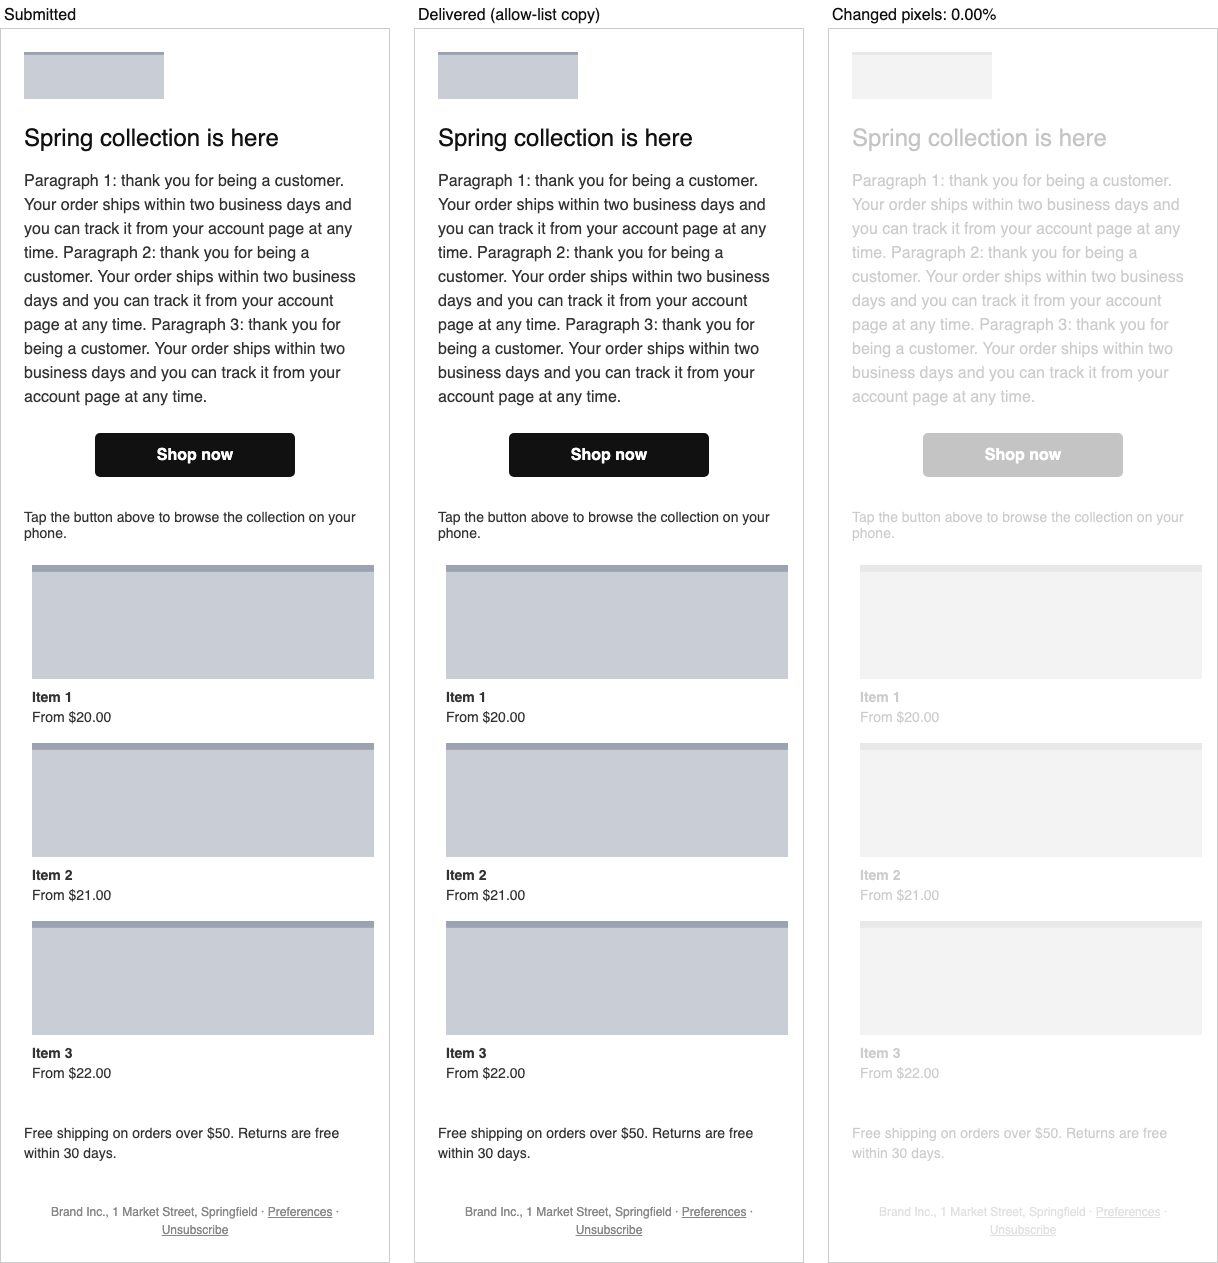 Submitted
Spring collection is here
Paragraph 1: thank you for being a customer.
Your order ships within two business days and
you can track it from your account page at any
time. Paragraph 2: thank you for being a
customer. Your order ships within two business
days and you can track it from your account
page at any time. Paragraph 3: thank you for
being a customer. Your order ships within two
business days and you can track it from your
account page at any time.
Shop now
Tap the button above to browse the collection on your
phone.
Item 1
From $20.00
Item 2
From $21.00
Item 3
From $22.00
Free shipping on orders over $50. Returns are free
within 30 days.
Brand Inc., 1 Market Street, Springfield · Preferences ·
Unsubscribe
Delivered (allow-list copy)
Spring collection is here
Paragraph 1: thank you for being a customer.
Your order ships within two business days and
you can track it from your account page at any
time. Paragraph 2: thank you for being a
customer. Your order ships within two business
days and you can track it from your account
page at any time. Paragraph 3: thank you for
being a customer. Your order ships within two
business days and you can track it from your
account page at any time.
Shop now
Tap the button above to browse the collection on your
phone.
Item 1
From $20.00
Item 2
From $21.00
Item 3
From $22.00
Free shipping on orders over $50. Returns are free
within 30 days.
Brand Inc., 1 Market Street, Springfield · Preferences ·
Unsubscribe
Changed pixels: 0.00%
Spring collection is here
Paragraph 1: thank you for being a customer.
Your order ships within two business days and
you can track it from your account page at any
time. Paragraph 2: thank you for being a
customer. Your order ships within two business
days and you can track it from your account
page at any time. Paragraph 3: thank you for
being a customer. Your order ships within two
business days and you can track it from your
account page at any time.
Shop now
Tap the button above to browse the collection on your
phone.
Item 1
From $20.00
Item 2
From $21.00
Item 3
From $22.00
Free shipping on orders over $50. Returns are free
within 30 days.
Brand Inc., 1 Market Street, Springfield · Preferences ·
Unsubscribe